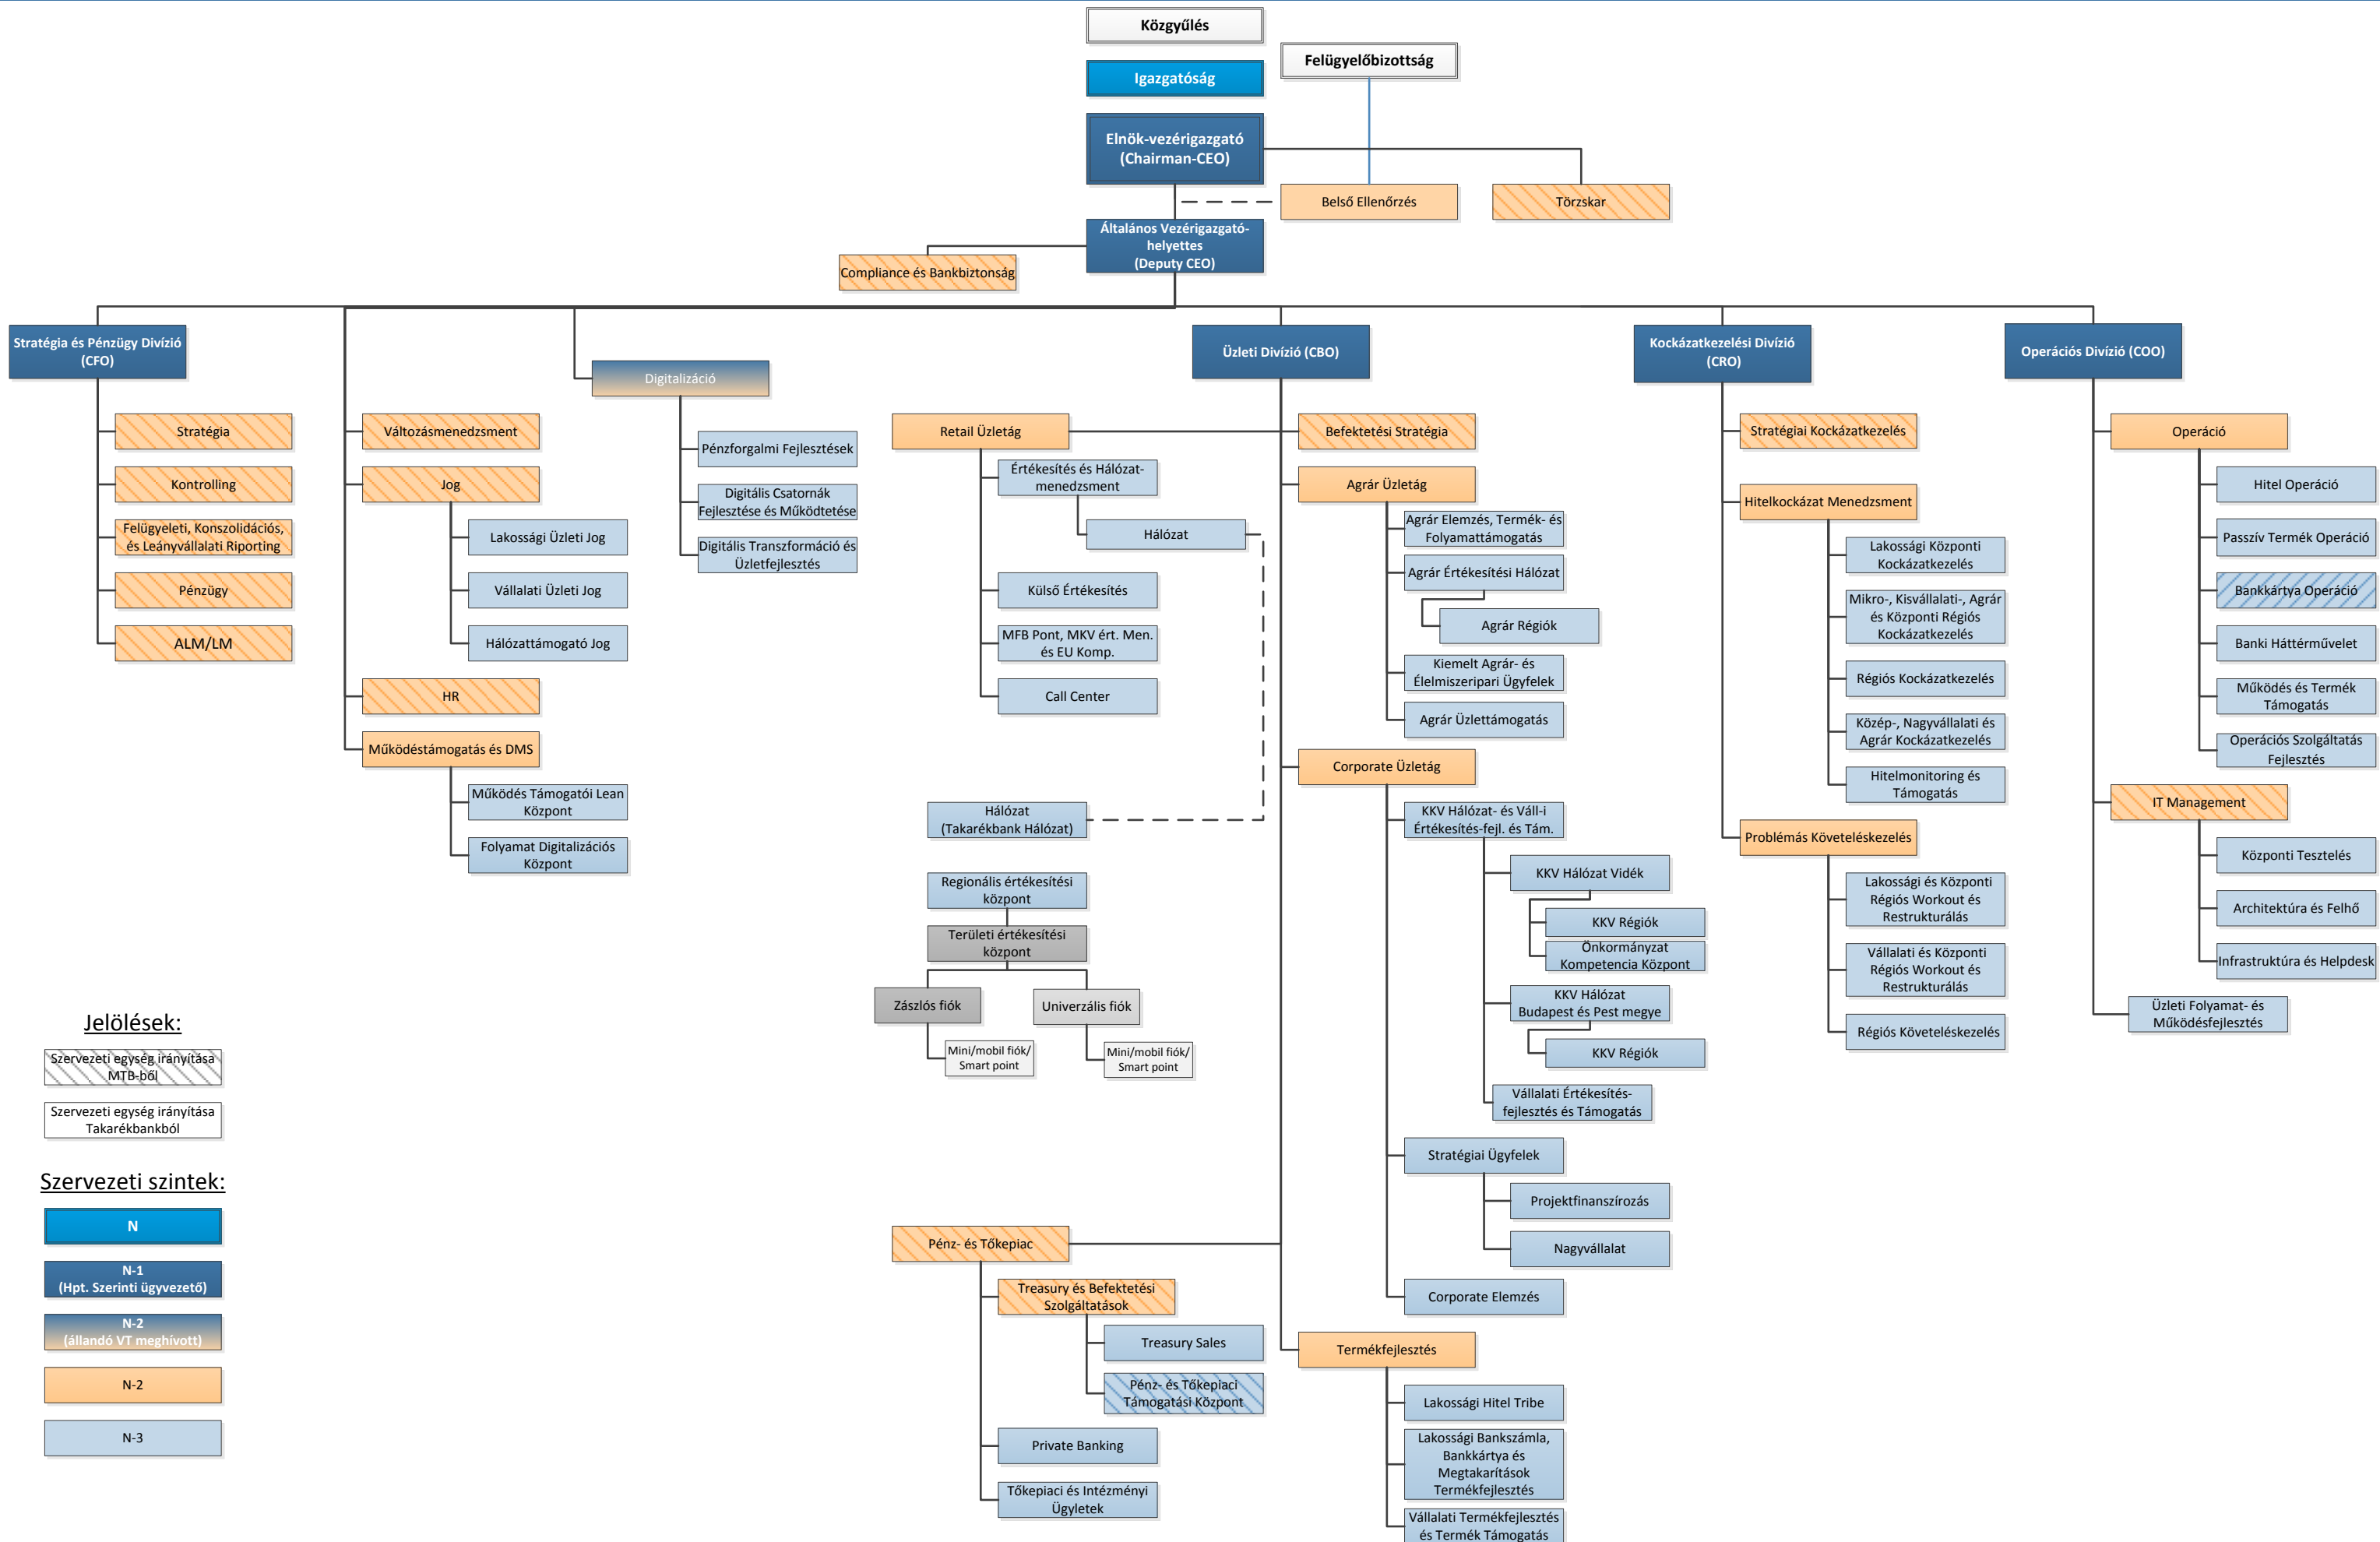 Közgyűlés
Felügyelőbizottság
Igazgatóság
Elnök-vezérigazgató
(Chairman-CEO)
Belső Ellenőrzés
Törzskar
Általános Vezérigazgató-
helyettes
(Deputy CEO)
Compliance és Bankbiztonság
Stratégia és Pénzügy Divízió
(CFO)
Stratégia
Kontrolling
Felügyeleti, Konszolidációs,
és Leányvállalati Riporting
Pénzügy
ALM/LM
Változásmenedzsment
Jog
Lakossági Üzleti Jog
Vállalati Üzleti Jog
Hálózattámogató Jog
HR
Működéstámogatás és DMS
Működés Támogatói Lean
Központ
Folyamat Digitalizációs
Központ
Digitalizáció
Pénzforgalmi Fejlesztések
Digitális Csatornák
Fejlesztése és Működtetése
Digitális Transzformáció és
Üzletfejlesztés
Üzleti Divízió (CBO)
Retail Üzletág
Értékesítés és Hálózat-
menedzsment
Hálózat
Külső Értékesítés
MFB Pont, MKV ért. Men.
és EU Komp.
Call Center
Hálózat
(Takarékbank Hálózat)
Regionális értékesítési
központ
Területi értékesítési
központ
Zászlós fiók
Univerzális fiók
Mini/mobil fiók/
Smart point
Mini/mobil fiók/
Smart point
Pénz- és Tőkepiac
Treasury és Befektetési
Szolgáltatások
Treasury Sales
Pénz- és Tőkepiaci
Támogatási Központ
Private Banking
Tőkepiaci és Intézményi
Ügyletek
Befektetési Stratégia
Agrár Üzletág
Agrár Elemzés, Termék- és
Folyamattámogatás
Agrár Értékesítési Hálózat
Agrár Régiók
Kiemelt Agrár- és
Élelmiszeripari Ügyfelek
Agrár Üzlettámogatás
Corporate Üzletág
KKV Hálózat- és Váll-i
Értékesítés-fejl. és Tám.
KKV Hálózat Vidék
KKV Régiók
Önkormányzat
Kompetencia Központ
KKV Hálózat
Budapest és Pest megye
KKV Régiók
Vállalati Értékesítés-
fejlesztés és Támogatás
Stratégiai Ügyfelek
Projektfinanszírozás
Nagyvállalat
Corporate Elemzés
Termékfejlesztés
Lakossági Hitel Tribe
Lakossági Bankszámla,
Bankkártya és
Megtakarítások
Termékfejlesztés
Vállalati Termékfejlesztés
és Termék Támogatás
Kockázatkezelési Divízió
(CRO)
Stratégiai Kockázatkezelés
Hitelkockázat Menedzsment
Lakossági Központi
Kockázatkezelés
Mikro-, Kisvállalati-, Agrár
és Központi Régiós
Kockázatkezelés
Régiós Kockázatkezelés
Közép-, Nagyvállalati és
Agrár Kockázatkezelés
Hitelmonitoring és
Támogatás
Problémás Követeléskezelés
Lakossági és Központi
Régiós Workout és
Restrukturálás
Vállalati és Központi
Régiós Workout és
Restrukturálás
Régiós Követeléskezelés
Operációs Divízió (COO)
Operáció
Hitel Operáció
Passzív Termék Operáció
Bankkártya Operáció
Banki Háttérművelet
Működés és Termék
Támogatás
Operációs Szolgáltatás
Fejlesztés
IT Management
Központi Tesztelés
Architektúra és Felhő
Infrastruktúra és Helpdesk
Üzleti Folyamat- és
Működésfejlesztés
Jelölések:
Szervezeti egység irányítása
MTB-ből
Szervezeti egység irányítása
Takarékbankból
Szervezeti szintek:
N
N-1
(Hpt. Szerinti ügyvezető)
N-2
(állandó VT meghívott)
N-2
N-3